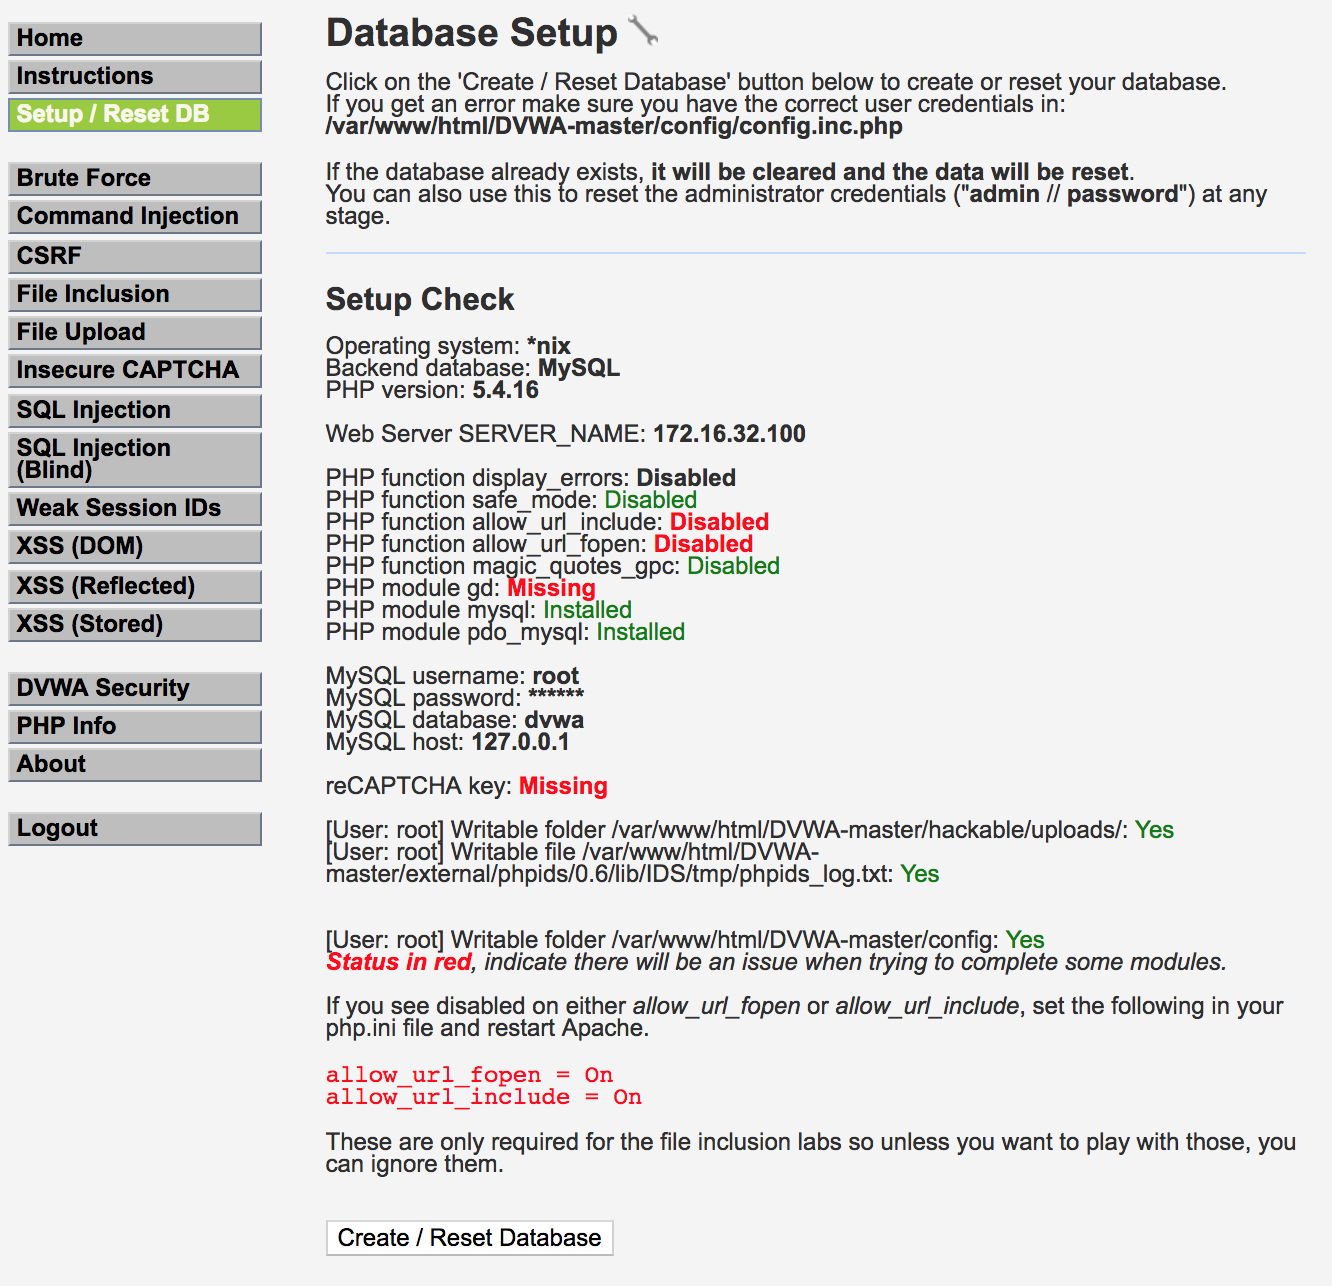 Home
Instructions
Setup / Reset DB
Brute Force
Command Injection
CSRF
File Inclusion
File Upload
Insecure CAPTCHA
SQL Injection
SQL Injection
(Blind)
Weak Session IDs
XSS (DOM)
XSS (Reflected)
XSS (Stored)
DVWA Security
PHP Info
About
Logout
Database Setup
Click on the 'Create / Reset Database' button below to create or reset your database.
If you get an error make sure you have the correct user credentials in:
/var/www/html/DVWA-master/config/config.inc.php
If the database already exists, it will be cleared and the data will be reset.
You can also use this to reset the administrator credentials ("admin // password") at any
stage.
Setup Check
Operating system: *nix
Backend database: MySQL
PHP version: 5.4.16
Web Server SERVER_NAME: 172.16.32.100
PHP function display_errors: Disabled
PHP function safe_mode: Disabled
PHP function allow_url_include: Disabled
PHP function allow_url_fopen: Disabled
PHP function magic_quotes_gpc: Disabled
PHP module gd: Missing
PHP module mysql: Installed
PHP module pdo_mysql: Installed
MySQL username: root
MySQL password: ******
MySQL database: dvwa
MySQL host: 127.0.0.1
reCAPTCHA key: Missing
[User: root] Writable folder /var/www/html/DVWA-master/hackable/uploads/: Yes
[User: root] Writable file /var/www/html/DVWA-
master/external/phpids/0.6/lib/IDS/tmp/phpids_log.txt: Yes
[User: root] Writable folder /var/www/html/DVWA-master/config: Yes
Status in red, indicate there will be an issue when trying to complete some modules.
If you see disabled on either allow_url_fopen or allow_url_include, set the following in your
php.ini file and restart Apache.
allow_url_fopen = On
allow_url_include = On
These are only required for the file inclusion labs so unless you want to play with those, you
can ignore them.
Create / Reset Database